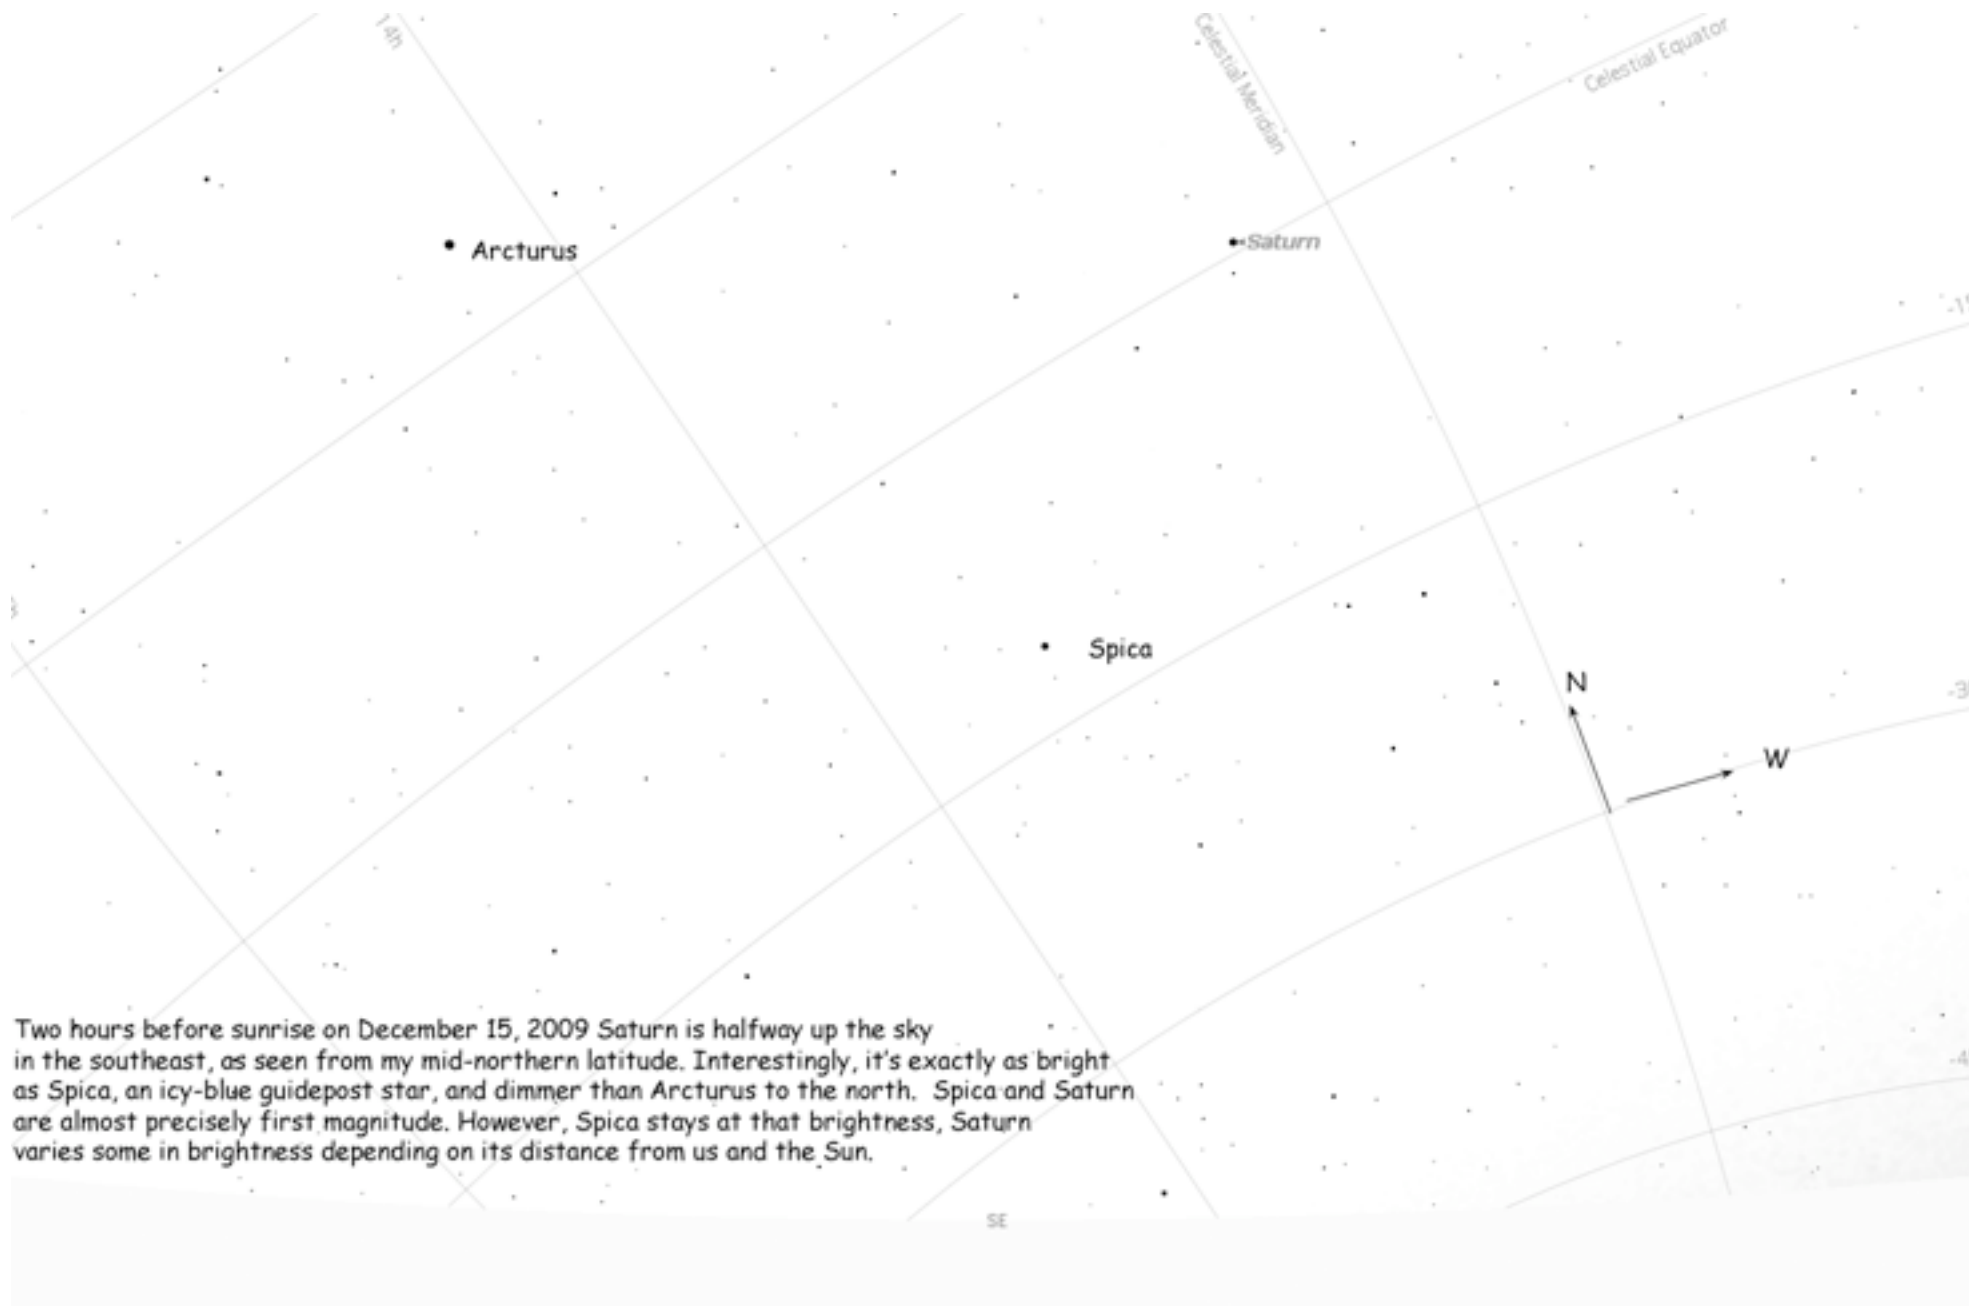 14h
Celestial Meridian
Celestial Equator
Arcturus
Saturn
Spica
N
W
Two hours before sunrise on December 15, 2009 Saturn is halfway up the sky
in the southeast, as seen from my mid-northern latitude. Interestingly, it's exactly as bright
as Spica, an icy-blue guidepost star, and dimmer than Arcturus to the north. Spica and Saturn
are almost precisely first magnitude. However, Spica stays at that brightness, Saturn
varies some in brightness depending on its distance from us and the Sun.
SE